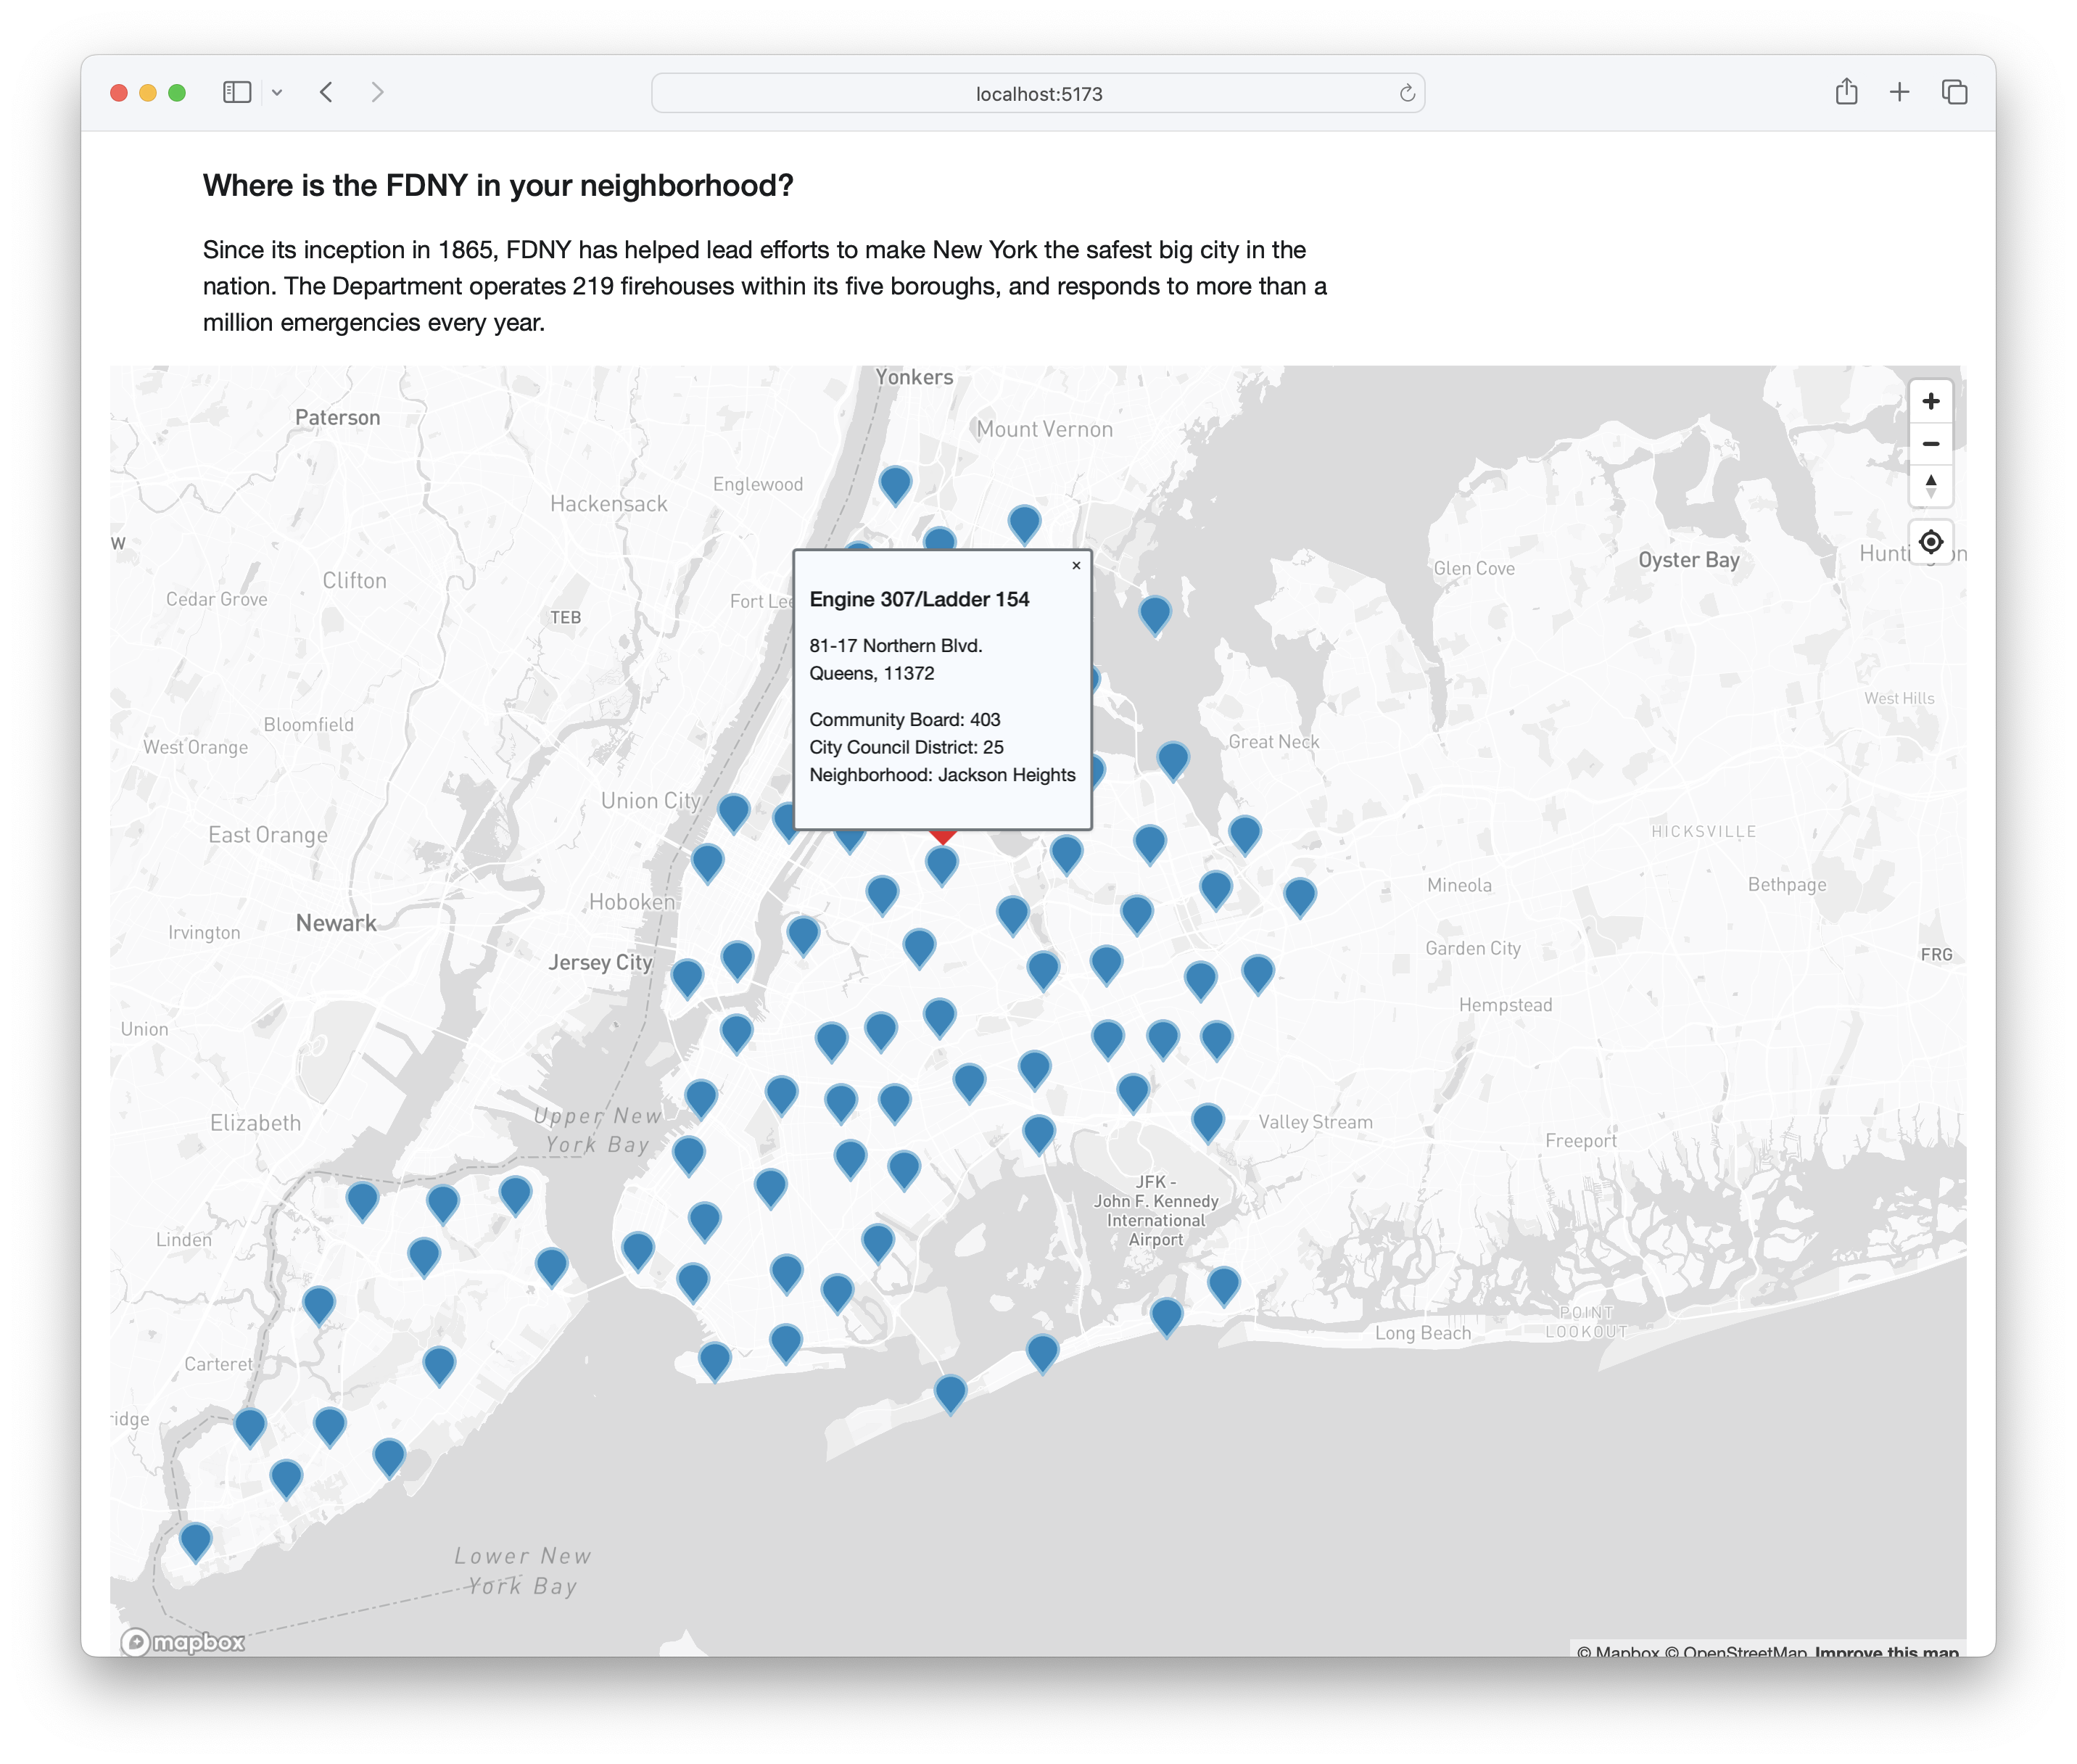 localhost:5173
Where is the FDNY in your neighborhood?
Since its inception in 1865, FDNY has helped lead efforts to make New York the safest big city in the
nation. The Department operates 219 firehouses within its five boroughs, and responds to more than a
million emergencies every year.
Yonkers
Paterson
Mount Vernon
Englewood
Hackensack
W
Oyster Bay
Glen Cove
Clifton
Cedar Grove
Fort Lee
TEB
×
Engine 307/Ladder 154
81-17 Northern Blvd.
Queens, 11372
Community Board: 403
City Council District: 25
Neighborhood: Jackson Heights
West Hills
Bloomfield
West Orange
Great Neck
Union City
East Orange
HICKSVILLE
Mineola
Bethpage
Hoboken
Newark
Irvington
Garden City
Jersey City
FRG
Hempstead
Union
Upper New
York Bay
Elizabeth
Valley Stream
Freeport
JFK -
John F. Kennedy
International
Airport
Linden
POINT
LOOKOUT
Long Beach
Carteret
ridge
Lower New
York Bay
mapbox
© Mapbox © OpenStreetMap Improve this map